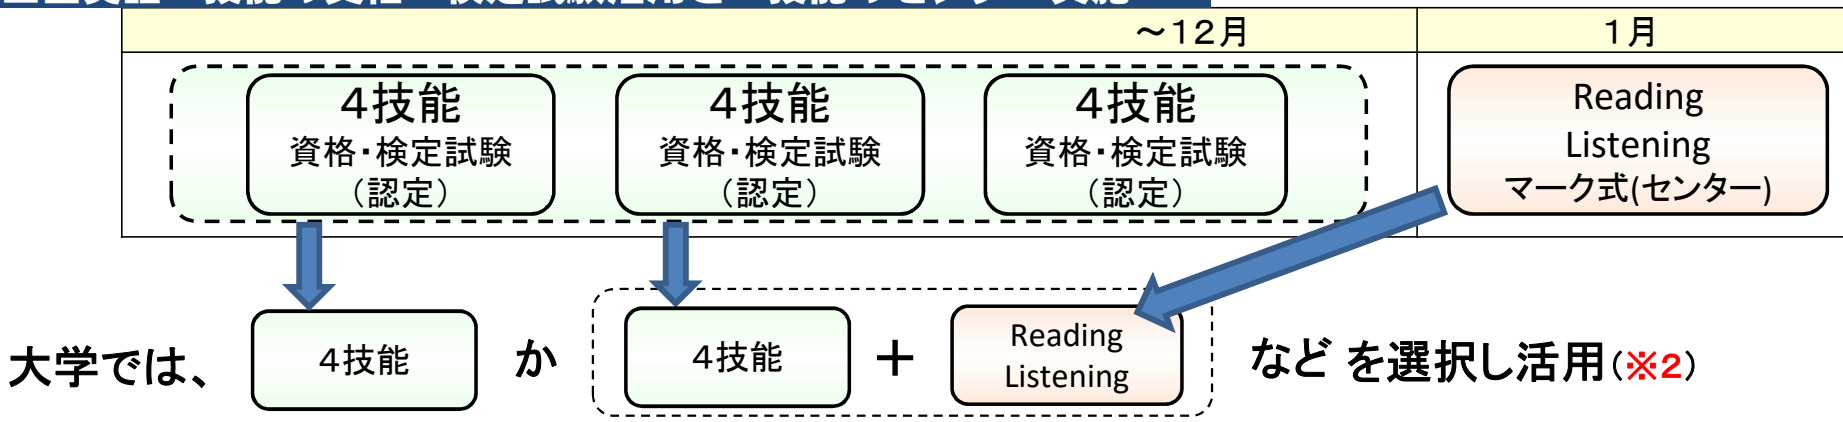 ~12月
1月
4技能
資格・検定試験
(認定)
4技能
資格・検定試験
(認定)
4技能
資格・検定試験
(認定)
Reading
Listening
マーク式(センター)
大学では、
4技能
か
4技能
+
Reading
Listening
など を選択し活用(※2)